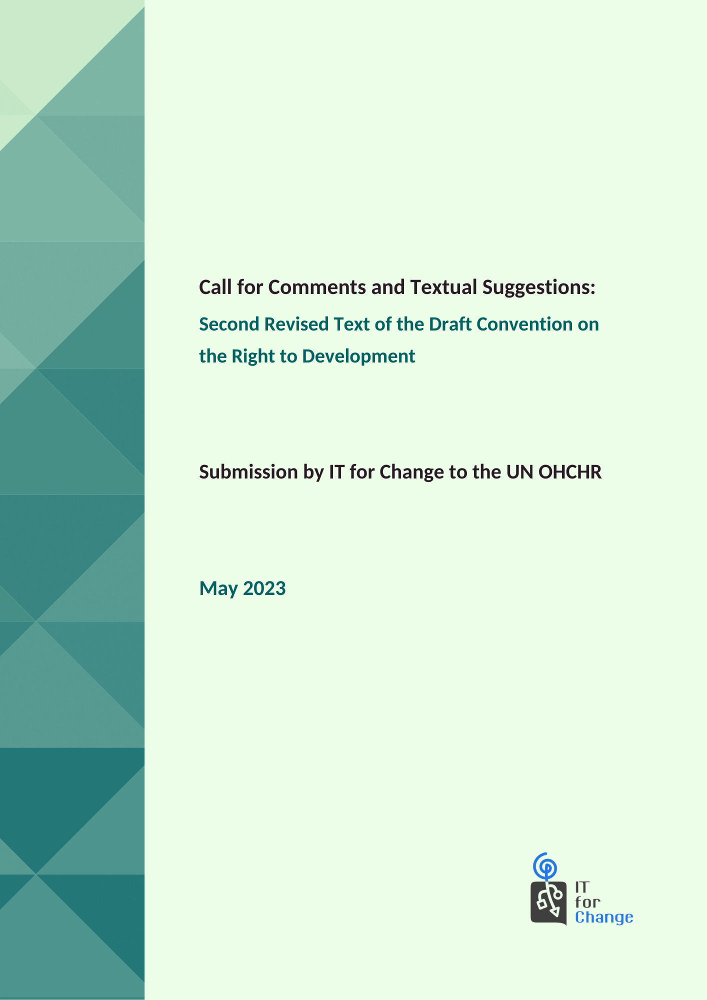 Call for Comments and Textual Suggestions:
Second Revised Text of the Draft Convention on
the Right to Development
Submission by IT for Change to the UN OHCHR
May 2023
IT
for
Change